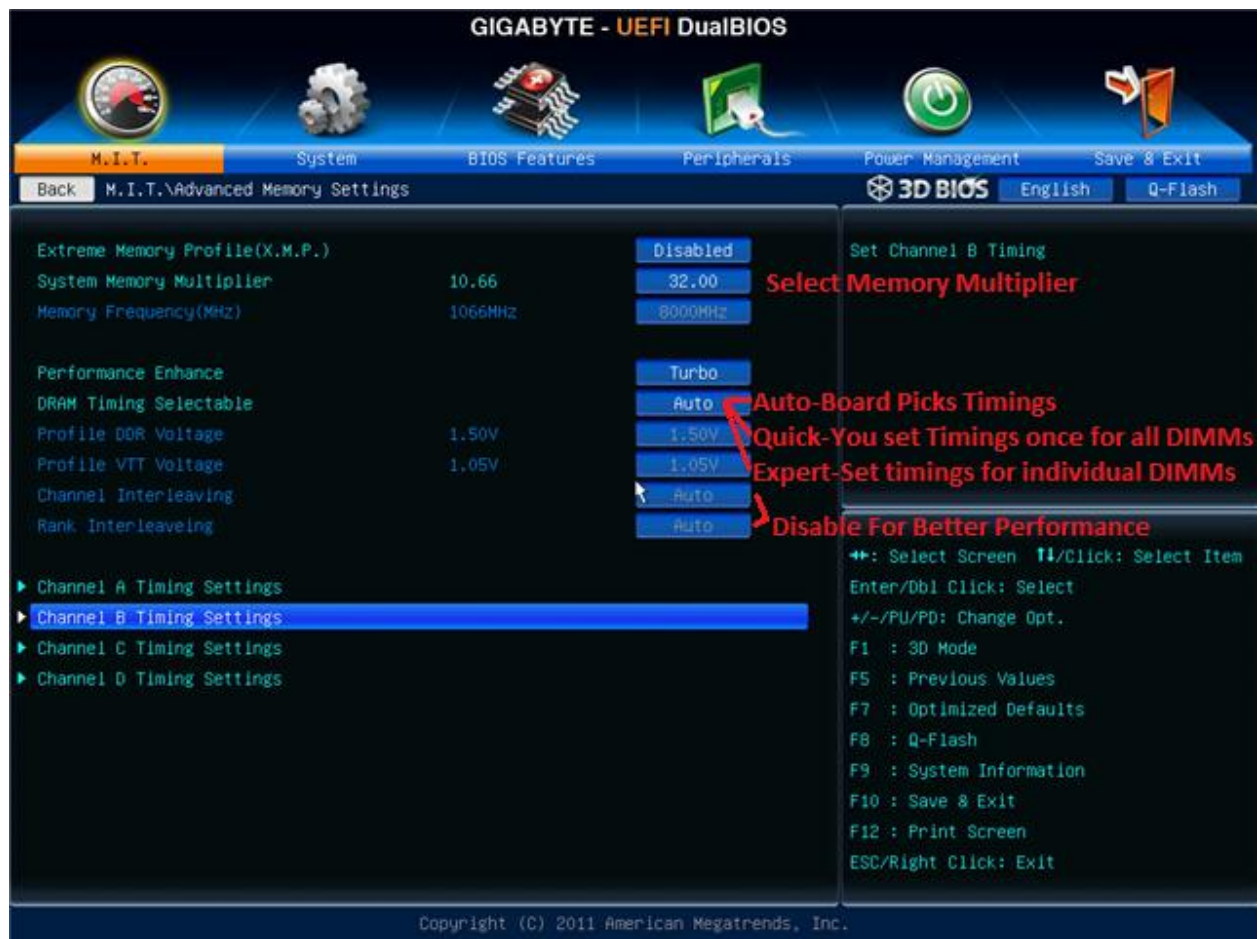 GIGABYTE - UEFI DualBIOS
M.I.T. System BIOS Features Peripherals Power Management Save & Exit
Back M.I.T.\Advanced Memory Settings 3D BIOS English Q-Flash
Extreme Memory Profile(X.M.P.) Disabled Set Channel B Timing
System Memory Multiplier 10.66 32.00 Select Memory Multiplier
Memory Frequency(MHz) 1066MHz 8000MHz
Performance Enhance Turbo
DRAM Timing Selectable Auto Auto-Board Picks Timings
Profile DDR Voltage 1.50V 1.50V Quick-You set Timings once for all DIMMs
Profile VTT Voltage 1.05V 1.05V Expert-Set timings for individual DIMMs
Channel Interleaving Auto
Rank Interleaveing Auto Disable For Better Performance
↔: Select Screen ↑↓/Click: Select Item
Channel A Timing Settings Enter/Dbl Click: Select
Channel B Timing Settings +/-/PU/PD: Change Opt.
Channel C Timing Settings F1 : 3D Mode
Channel D Timing Settings F5 : Previous Values
F7 : Optimized Defaults
F8 : Q-Flash
F9 : System Information
F10 : Save & Exit
F12 : Print Screen
ESC/Right Click: Exit
Copyright (C) 2011 American Megatrends, Inc.